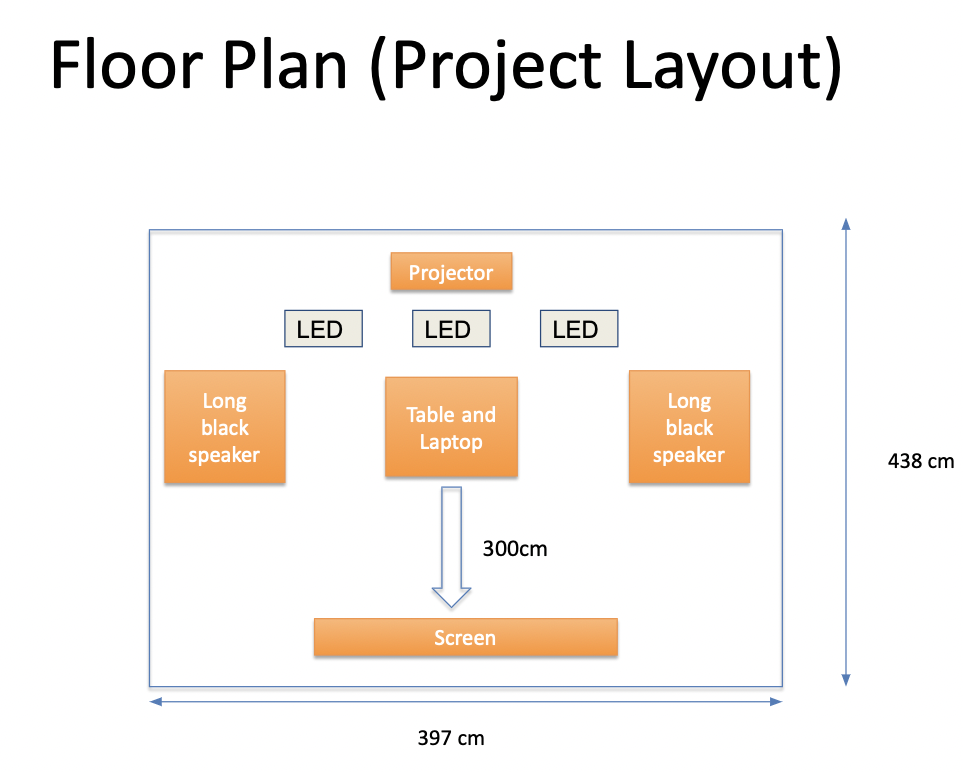 Floor Plan (Project Layout)
Projector
LED
LED
LED
Long
black
speaker
Table and
Laptop
Long
black
speaker
438 cm
300cm
Screen
397 cm